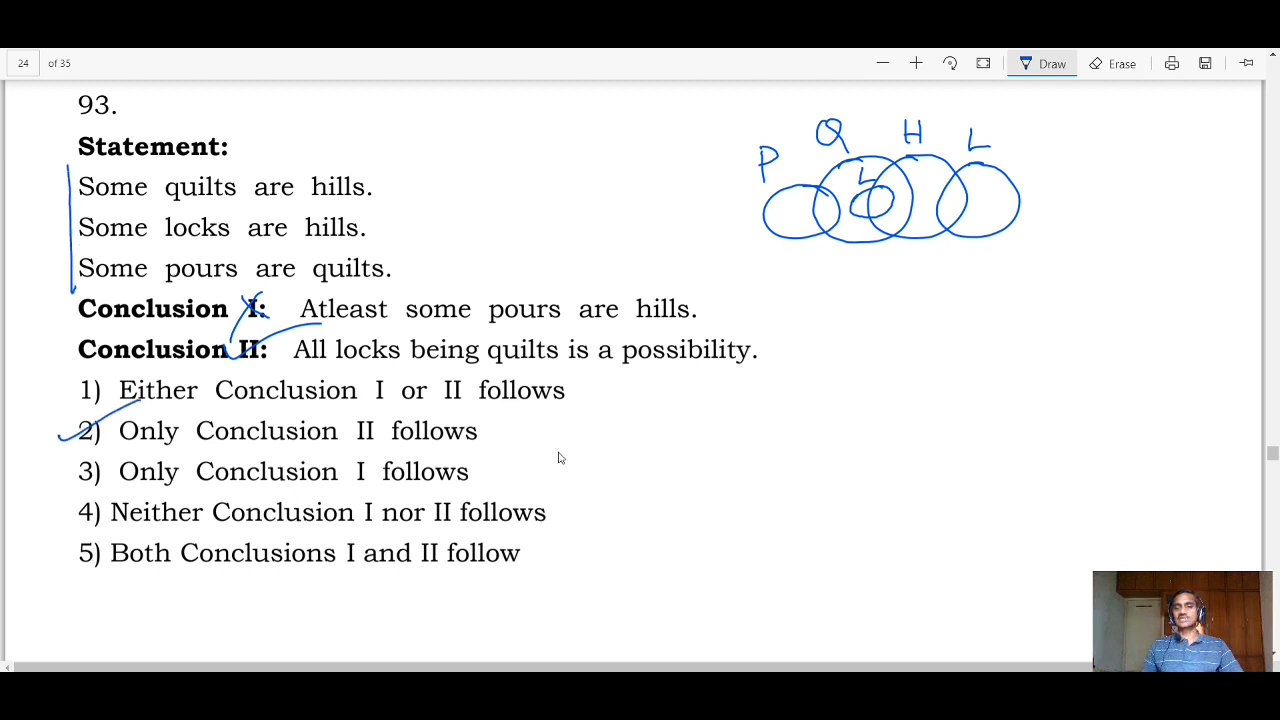 24 of 35 Draw Erase
93.
Statement:
Some quilts are hills.
Some locks are hills.
Some pours are quilts.
Conclusion I: Atleast some pours are hills.
Conclusion II: All locks being quilts is a possibility.
1) Either Conclusion I or II follows
2) Only Conclusion II follows
3) Only Conclusion I follows
4) Neither Conclusion I nor II follows
5) Both Conclusions I and II follow
P Q H L
L